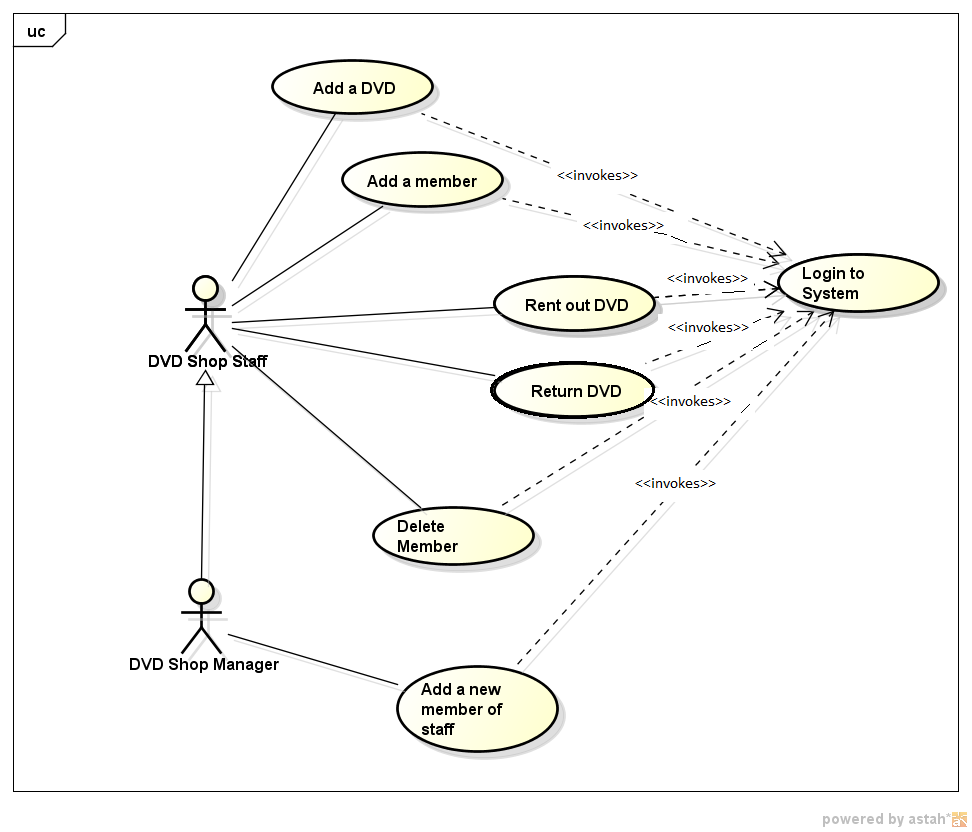 uc
Add a DVD
<<invokes>>
Add a member
<<invokes>>
Login to
System
<<invokes>>
Rent out DVD
<<invokes>>
DVD Shop Staff
Return DVD
<<invokes>>
<<invokes>>
Delete
Member
DVD Shop Manager
Add a new
member of
staff
powered by astah*